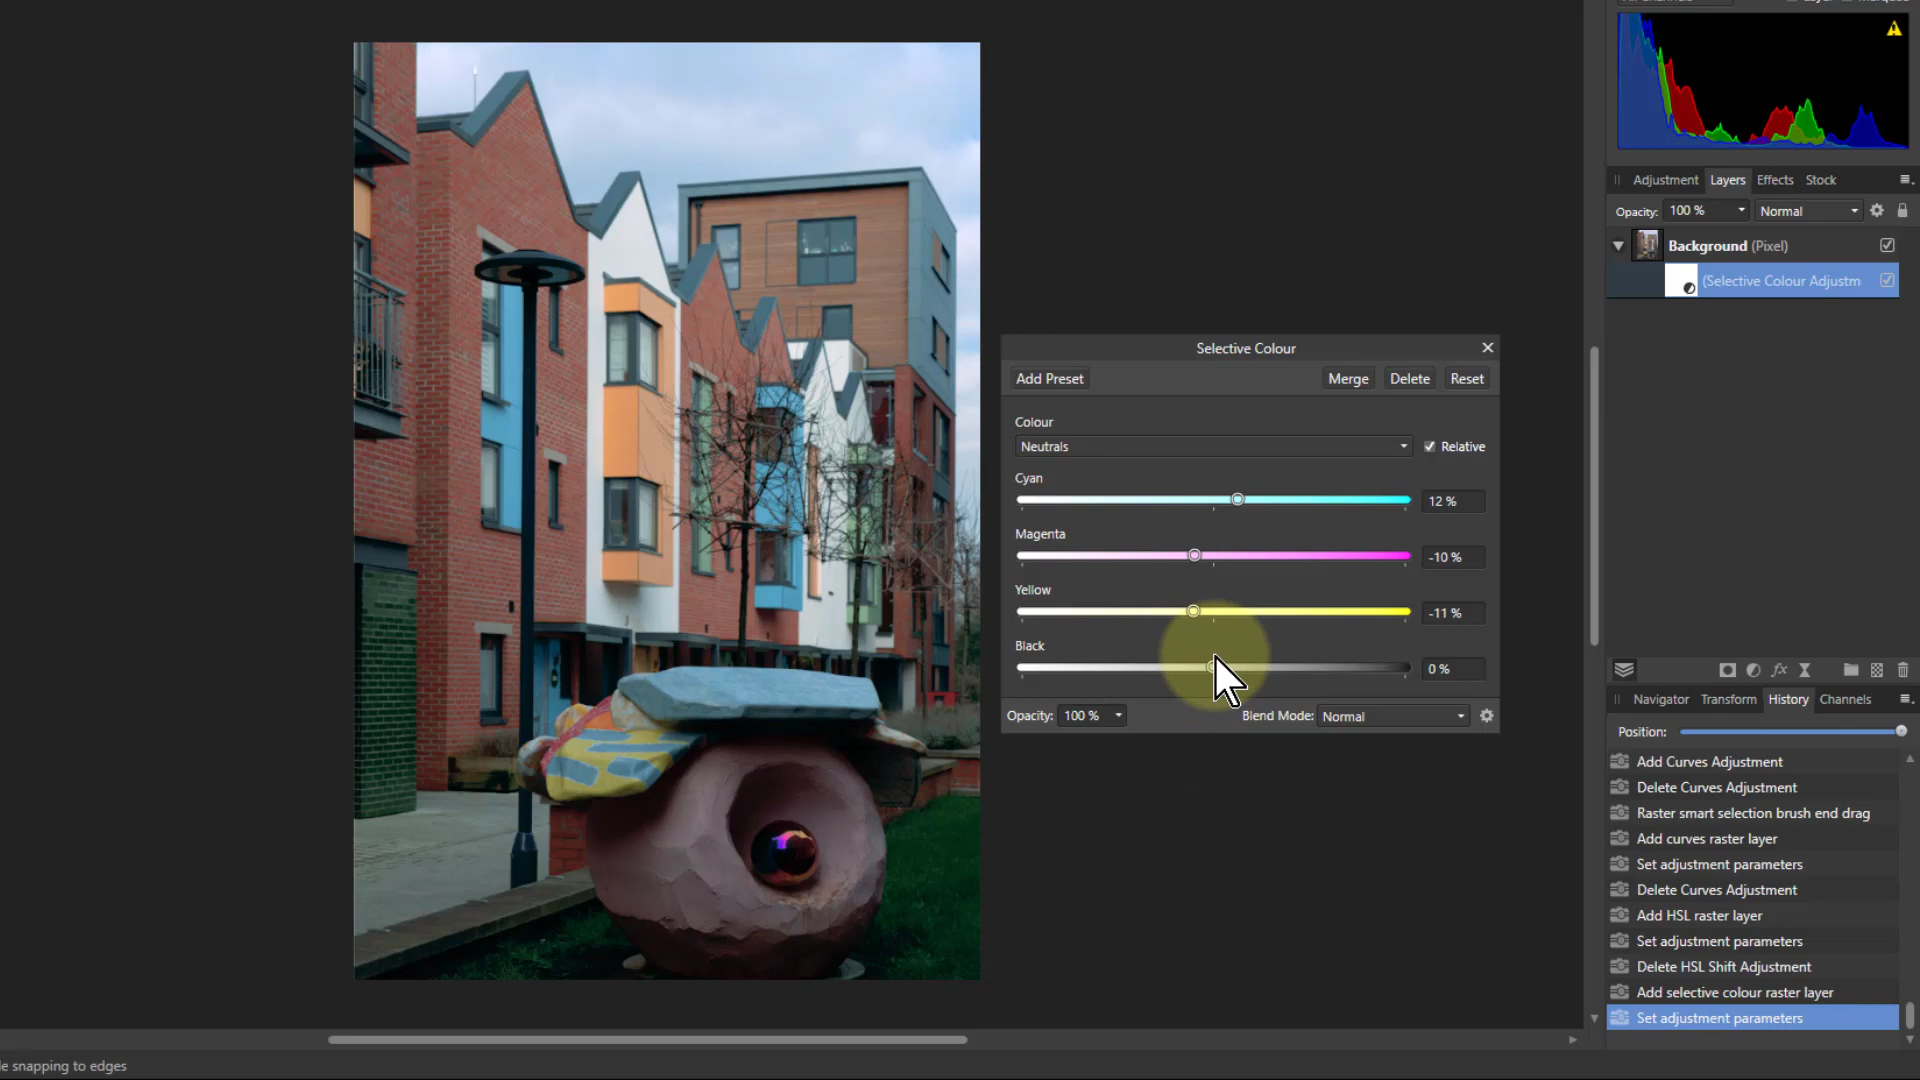 Adjustment Layers Effects Stock
Opacity: 100 % Normal
Background (Pixel)
(Selective Colour Adjustm
Selective Colour
Add Preset Merge Delete Reset
Colour
Neutrals Relative
Cyan
12 %
Magenta
-10 %
Yellow
-11 %
Black
0 %
Opacity: 100 % Blend Mode: Normal
fx
Navigator Transform History Channels
Position:
Add Curves Adjustment
Delete Curves Adjustment
Raster smart selection brush end drag
Add curves raster layer
Set adjustment parameters
Delete Curves Adjustment
Add HSL raster layer
Set adjustment parameters
Delete HSL Shift Adjustment
Add selective colour raster layer
Set adjustment parameters
le snapping to edges